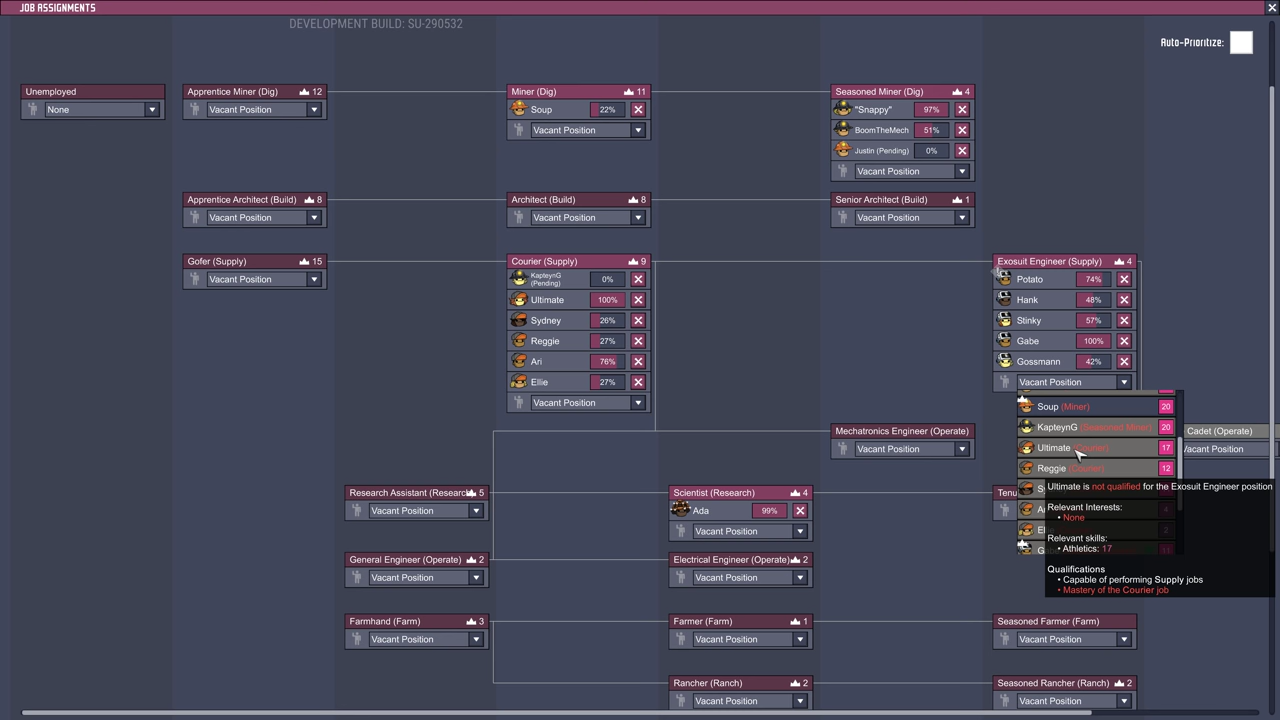 JOB ASSIGNMENTS
DEVELOPMENT BUILD: SU-290532
Auto-Prioritize:
Unemployed
None
Apprentice Miner (Dig) 12
Vacant Position
Miner (Dig) 11
Soup 22%
Vacant Position
Seasoned Miner (Dig) 4
"Snappy" 97%
BoomTheMech 51%
Justin (Pending) 0%
Vacant Position
Apprentice Architect (Build) 8
Vacant Position
Architect (Build) 8
Vacant Position
Senior Architect (Build) 1
Vacant Position
Gofer (Supply) 15
Vacant Position
Courier (Supply) 9
KapteynG
(Pending) 0%
Ultimate 100%
Sydney 26%
Reggie 27%
Ari 76%
Ellie 27%
Vacant Position
Exosuit Engineer (Supply) 4
Potato 74%
Hank 48%
Stinky 57%
Gabe 100%
Gossmann 42%
Vacant Position
Soup (Miner) 20
KapteynG (Seasoned Miner) 20
Ultimate (Courier) 17
Reggie (Courier) 12
Ultimate is not qualified for the Exosuit Engineer position
Relevant Interests:
• None
Relevant skills:
• Athletics: 17
Qualifications
• Capable of performing Supply jobs
• Mastery of the Courier job
Mechatronics Engineer (Operate)
Vacant Position
Cadet (Operate)
Vacant Position
Research Assistant (Research 5
Vacant Position
Scientist (Research) 4
Ada 99%
Vacant Position
General Engineer (Operate) 2
Vacant Position
Electrical Engineer (Operate) 2
Vacant Position
Farmhand (Farm) 3
Vacant Position
Farmer (Farm) 1
Vacant Position
Seasoned Farmer (Farm)
Vacant Position
Rancher (Ranch) 2
Vacant Position
Seasoned Rancher (Ranch) 2
Vacant Position